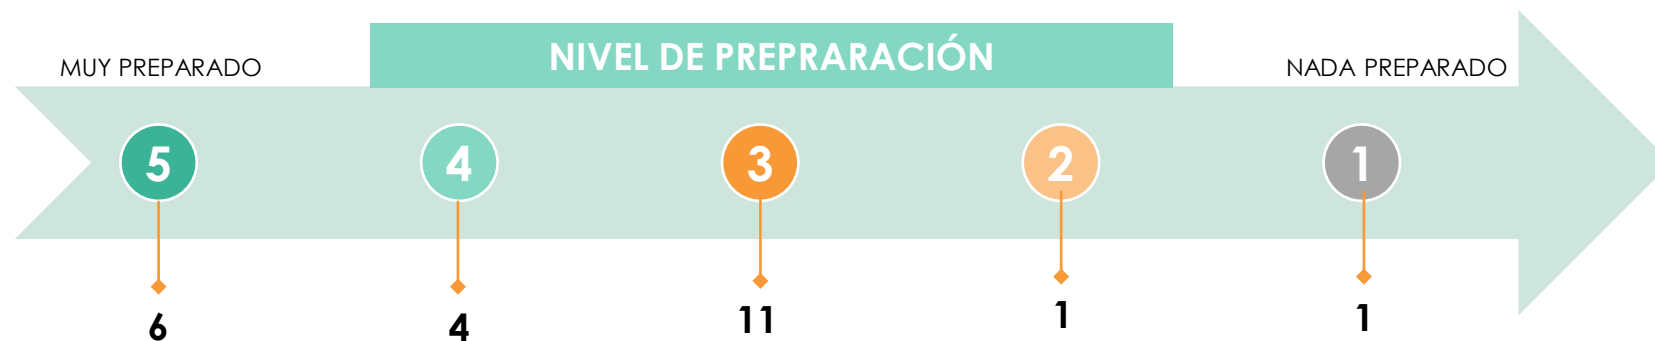 NIVEL DE PREPRARACIÓN
MUY PREPARADO
NADA PREPARADO
5 4 3 2 1
6 4 11 1 1